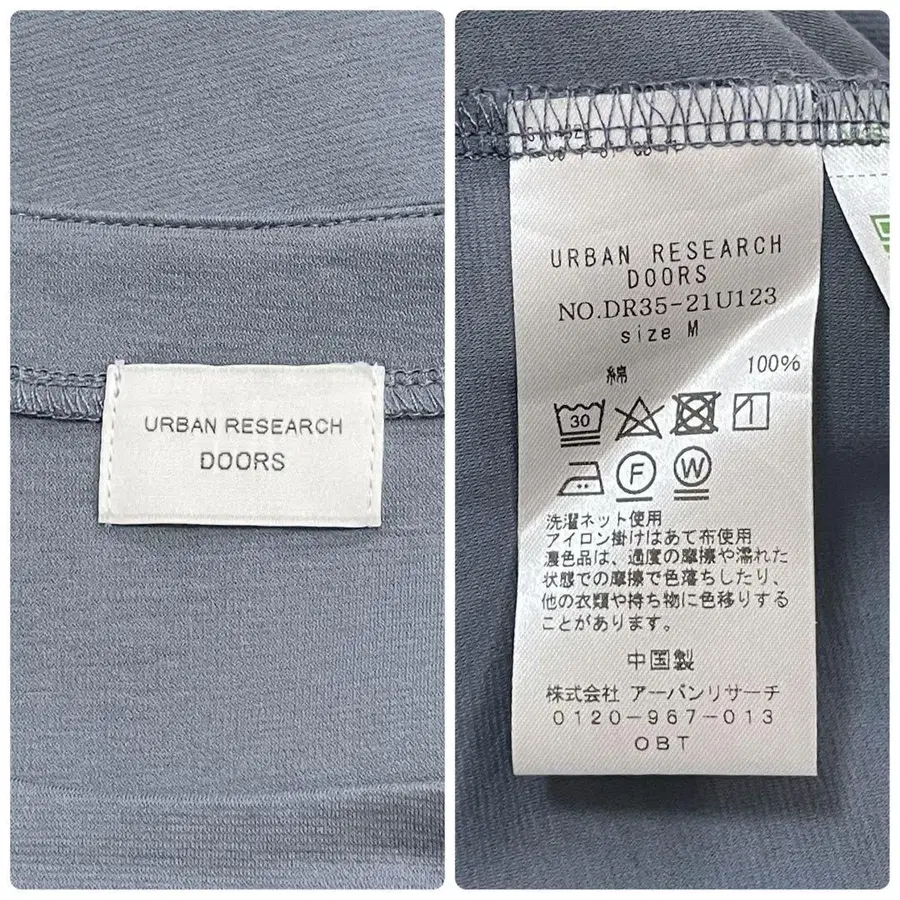 URBAN RESEARCH
DOORS
URBAN RESEARCH
DOORS
NO.DR35-21U123
size M
綿 100%
30
F
W
洗濯ネット使用
アイロン掛けはあて布使用
濃色品は、過度の摩擦や濡れた
状態での摩擦で色落ちしたり、
他の衣類や持ち物に色移りする
ことがあります。
中国製
株式会社 アーバンリサーチ
0120-967-013
OBT